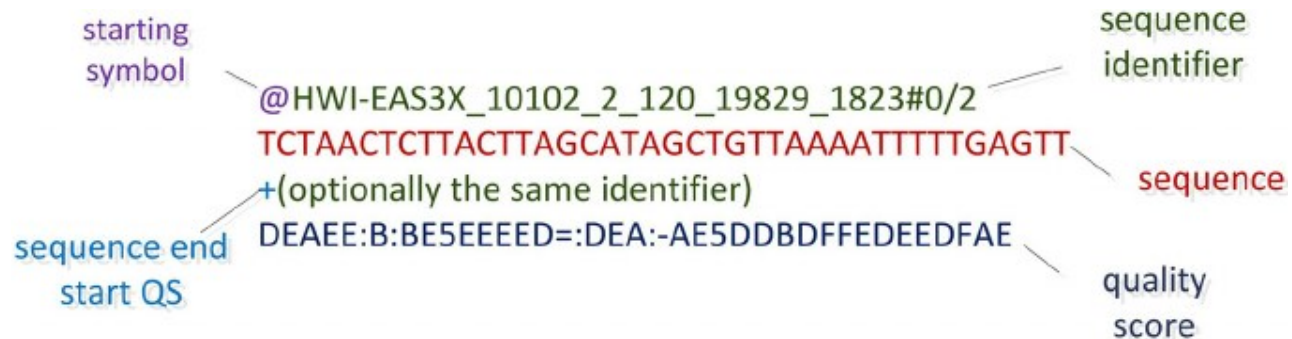 starting
symbol
sequence
identifier
@HWI-EAS3X_10102_2_120_19829_1823#0/2
TCTAACTCTTACTTAGCATAGCTGTTAAAATTTTTGAGTT
sequence
+(optionally the same identifier)
DEAEE:B:BE5EEEED=:DEA:-AE5DDBDFFEDEEDFAE
sequence end
start QS
quality
score